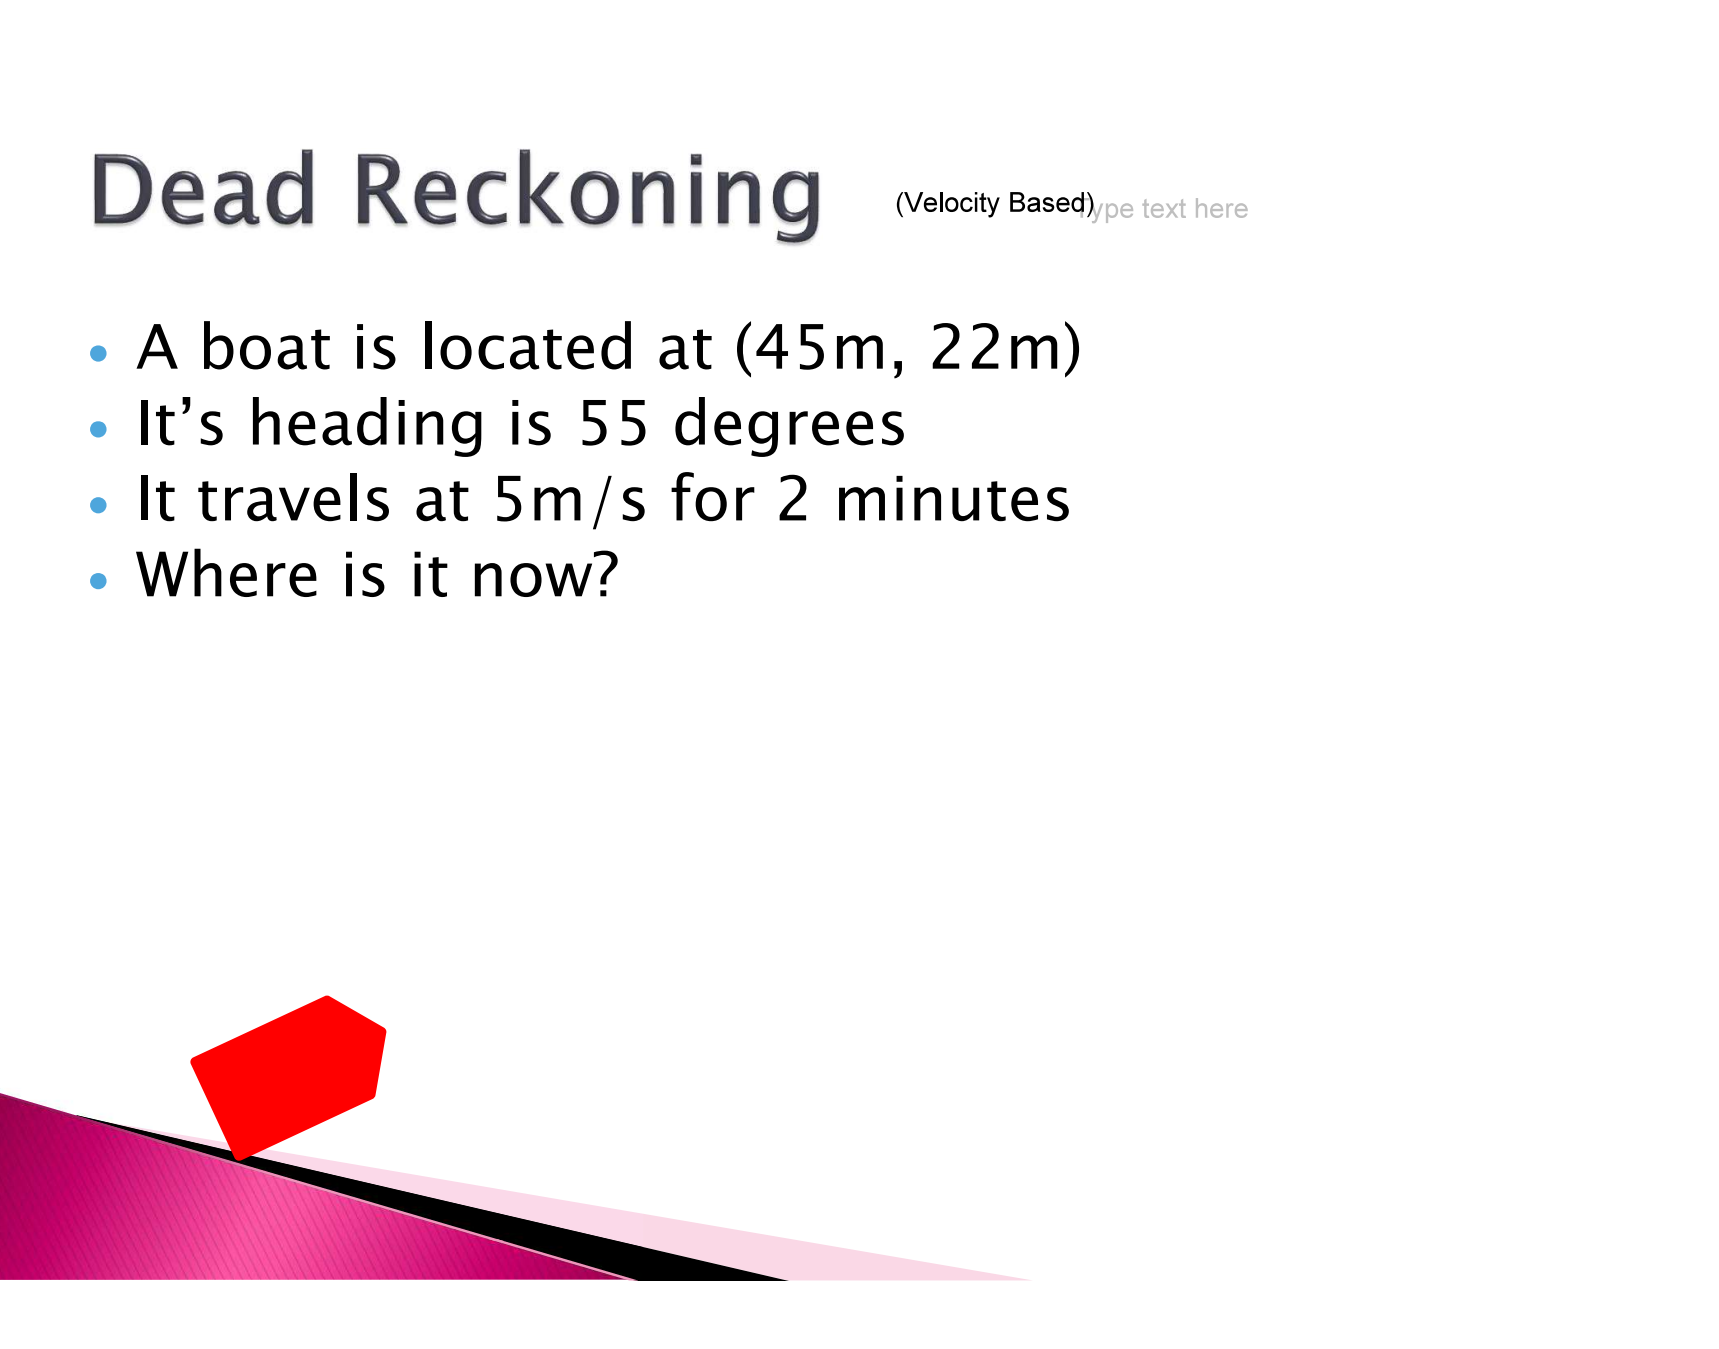 Dead Reckoning (Velocity Based) Type text here
• A boat is located at (45m, 22m)
• It’s heading is 55 degrees
• It travels at 5m/s for 2 minutes
• Where is it now?